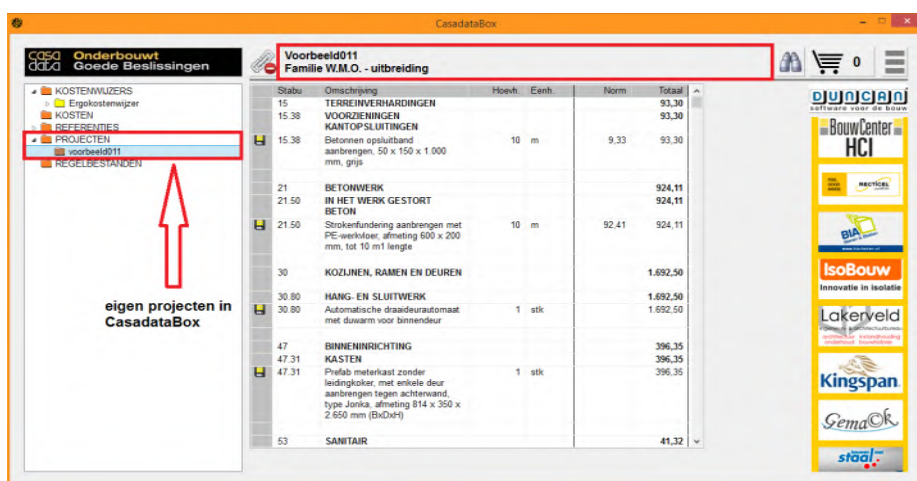 CasadataBox
casa data
Onderbouwt
Goede Beslissingen
Voorbeeld011
Familie W.M.O. - uitbreiding
0
KOSTENWIJZERS
Ergokostenwijzer
KOSTEN
REFERENTIES
PROJECTEN
voorbeeld011
REGELBESTANDEN
eigen projecten in
CasadataBox
Stabu Omschrijving Hoevh. Eenh. Norm Totaal
15 TERREINVERHARDINGEN 93,30
15.38 VOORZIENINGEN 93,30
KANTOPSLUITINGEN
15.38 Betonnen opsluitband 10 m 9,33 93,30
aanbrengen, 50 x 150 x 1.000
mm, grijs
21 BETONWERK 924,11
21.50 IN HET WERK GESTORT 924,11
BETON
21.50 Strokenfundering aanbrengen met 10 m 92,41 924,11
PE-werkvloer, afmeting 600 x 200
mm, tot 10 m1 lengte
30 KOZIJNEN, RAMEN EN DEUREN 1.692,50
30.80 HANG- EN SLUITWERK 1.692,50
30.80 Automatische draaideurautomaat 1 stk 1.692,50
met duwarm voor binnendeur
47 BINNENINRICHTING 396,35
47.31 KASTEN 396,35
47.31 Prefab meterkast zonder 1 stk 396,35
leidingkoker, met enkele deur
aanbrengen tegen achterwand,
type Jonka, afmeting 814 x 350 x
2.650 mm (BxDxH)
53 SANITAIR 41,32
DUNCAN
software voor de bouw
BouwCenter
HCI
FEEL GOOD INSIDE
RECTICEL
BIA
IsoBouw
Innovatie in isolatie
Lakerveld
Kingspan.
GemaOk
staal